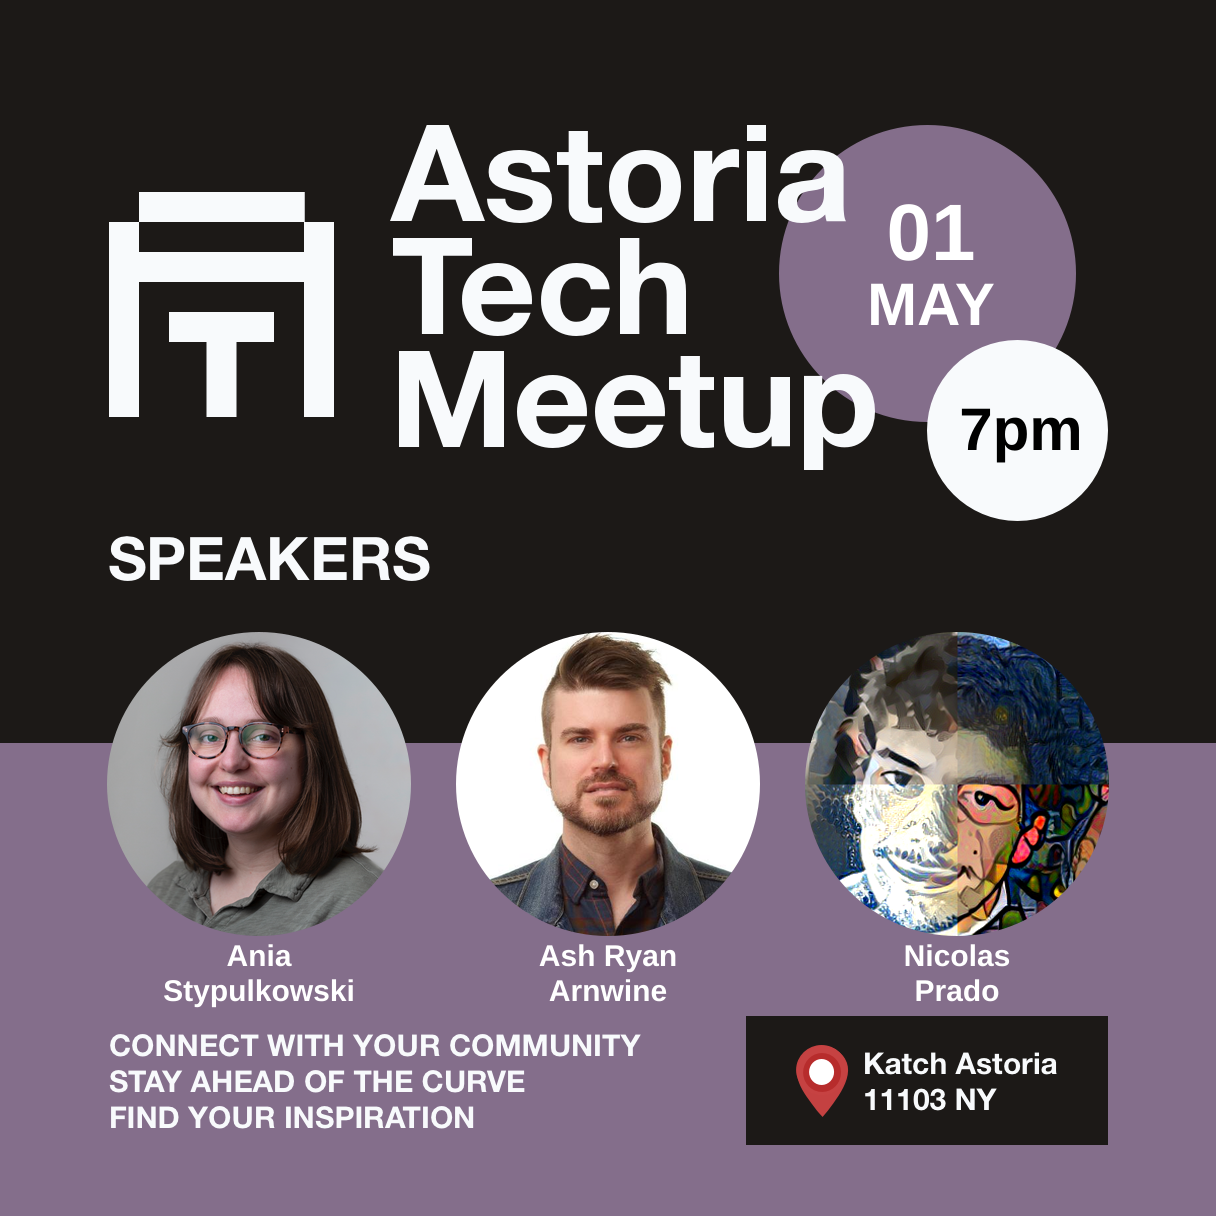 Astoria
Tech
Meetup
01
MAY
7pm
SPEAKERS
Ania
Stypulkowski
Ash Ryan
Arnwine
Nicolas
Prado
CONNECT WITH YOUR COMMUNITY
STAY AHEAD OF THE CURVE
FIND YOUR INSPIRATION
Katch Astoria
11103 NY